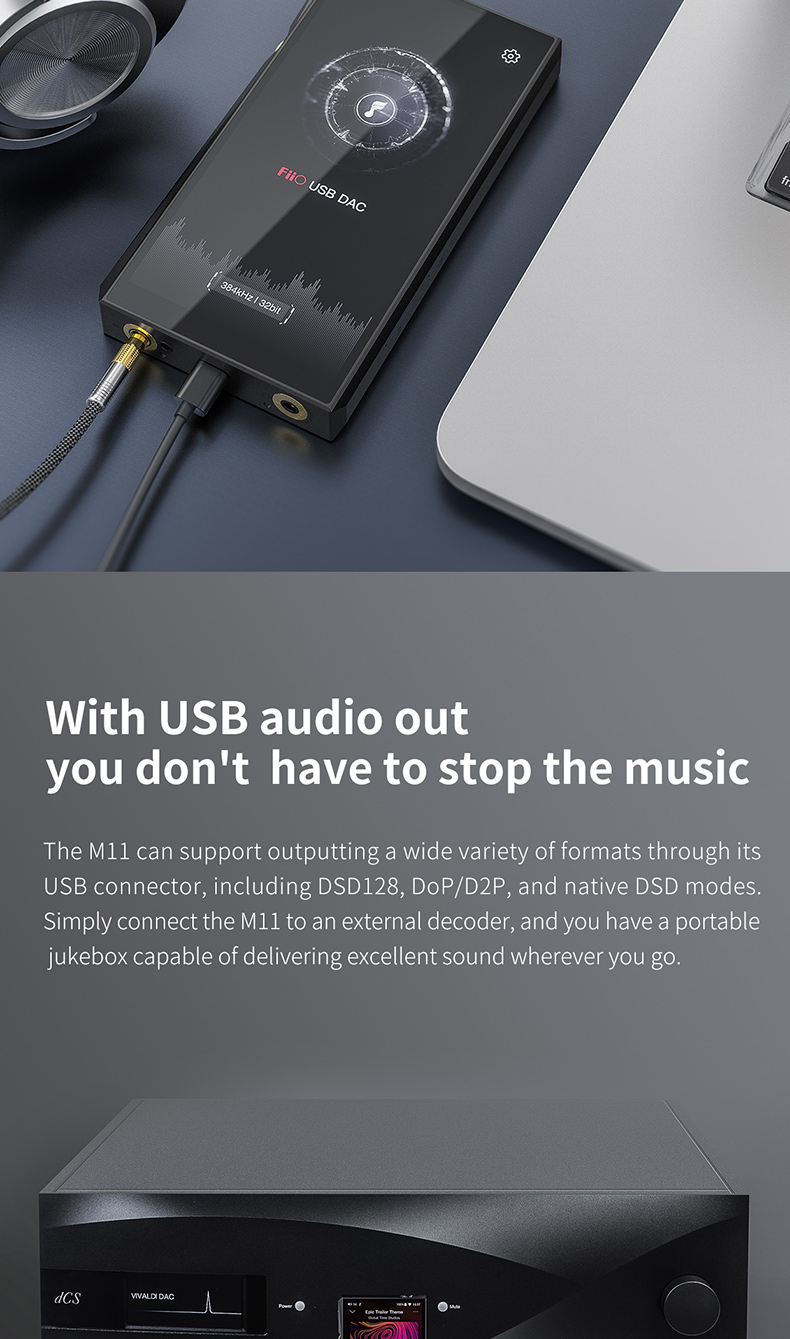 FiiO USB DAC
384kHz | 32bit
With USB audio out
you don't have to stop the music
The M11 can support outputting a wide variety of formats through its
USB connector, including DSD128, DoP/D2P, and native DSD modes.
Simply connect the M11 to an external decoder, and you have a portable
jukebox capable of delivering excellent sound wherever you go.
dCS
VIVALDI DAC
Power
Mute
Epic Trailer Theme
Global Time Studios